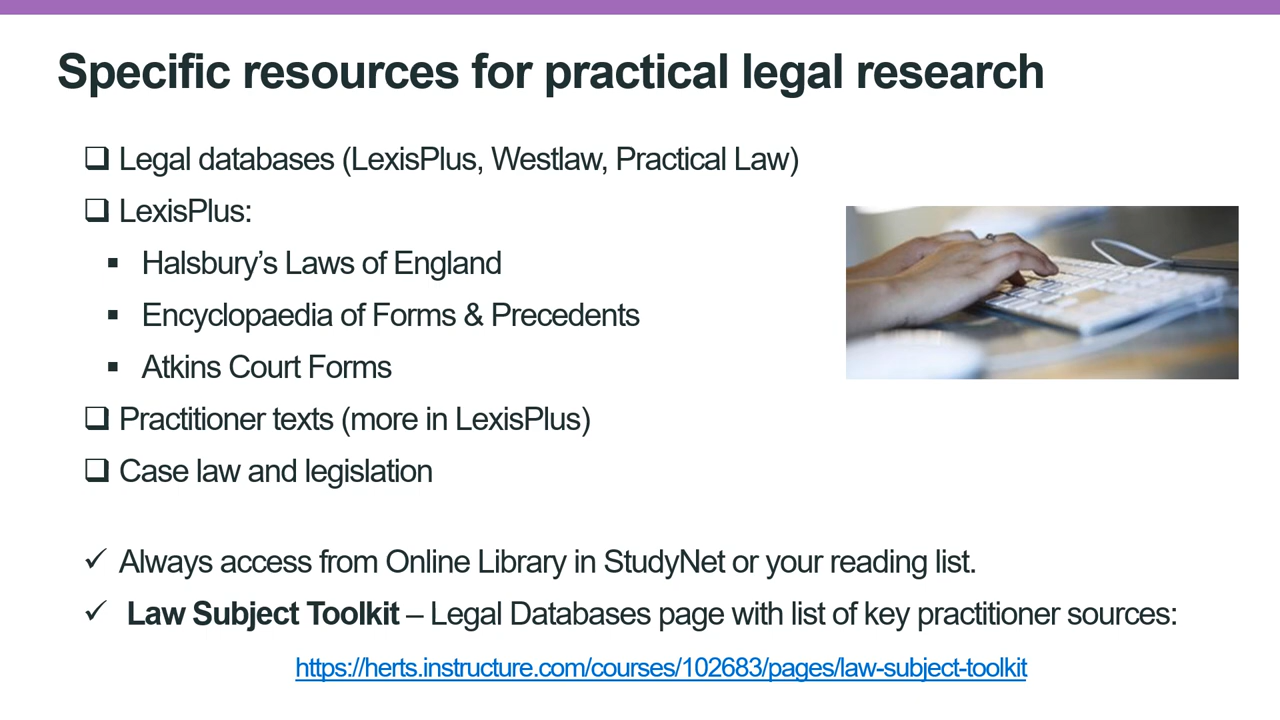 Specific resources for practical legal research
❑ Legal databases (LexisPlus, Westlaw, Practical Law)
❑ LexisPlus:
▪ Halsbury’s Laws of England
▪ Encyclopaedia of Forms & Precedents
▪ Atkins Court Forms
❑ Practitioner texts (more in LexisPlus)
❑ Case law and legislation
✓ Always access from Online Library in StudyNet or your reading list.
✓ Law Subject Toolkit – Legal Databases page with list of key practitioner sources:
https://herts.instructure.com/courses/102683/pages/law-subject-toolkit